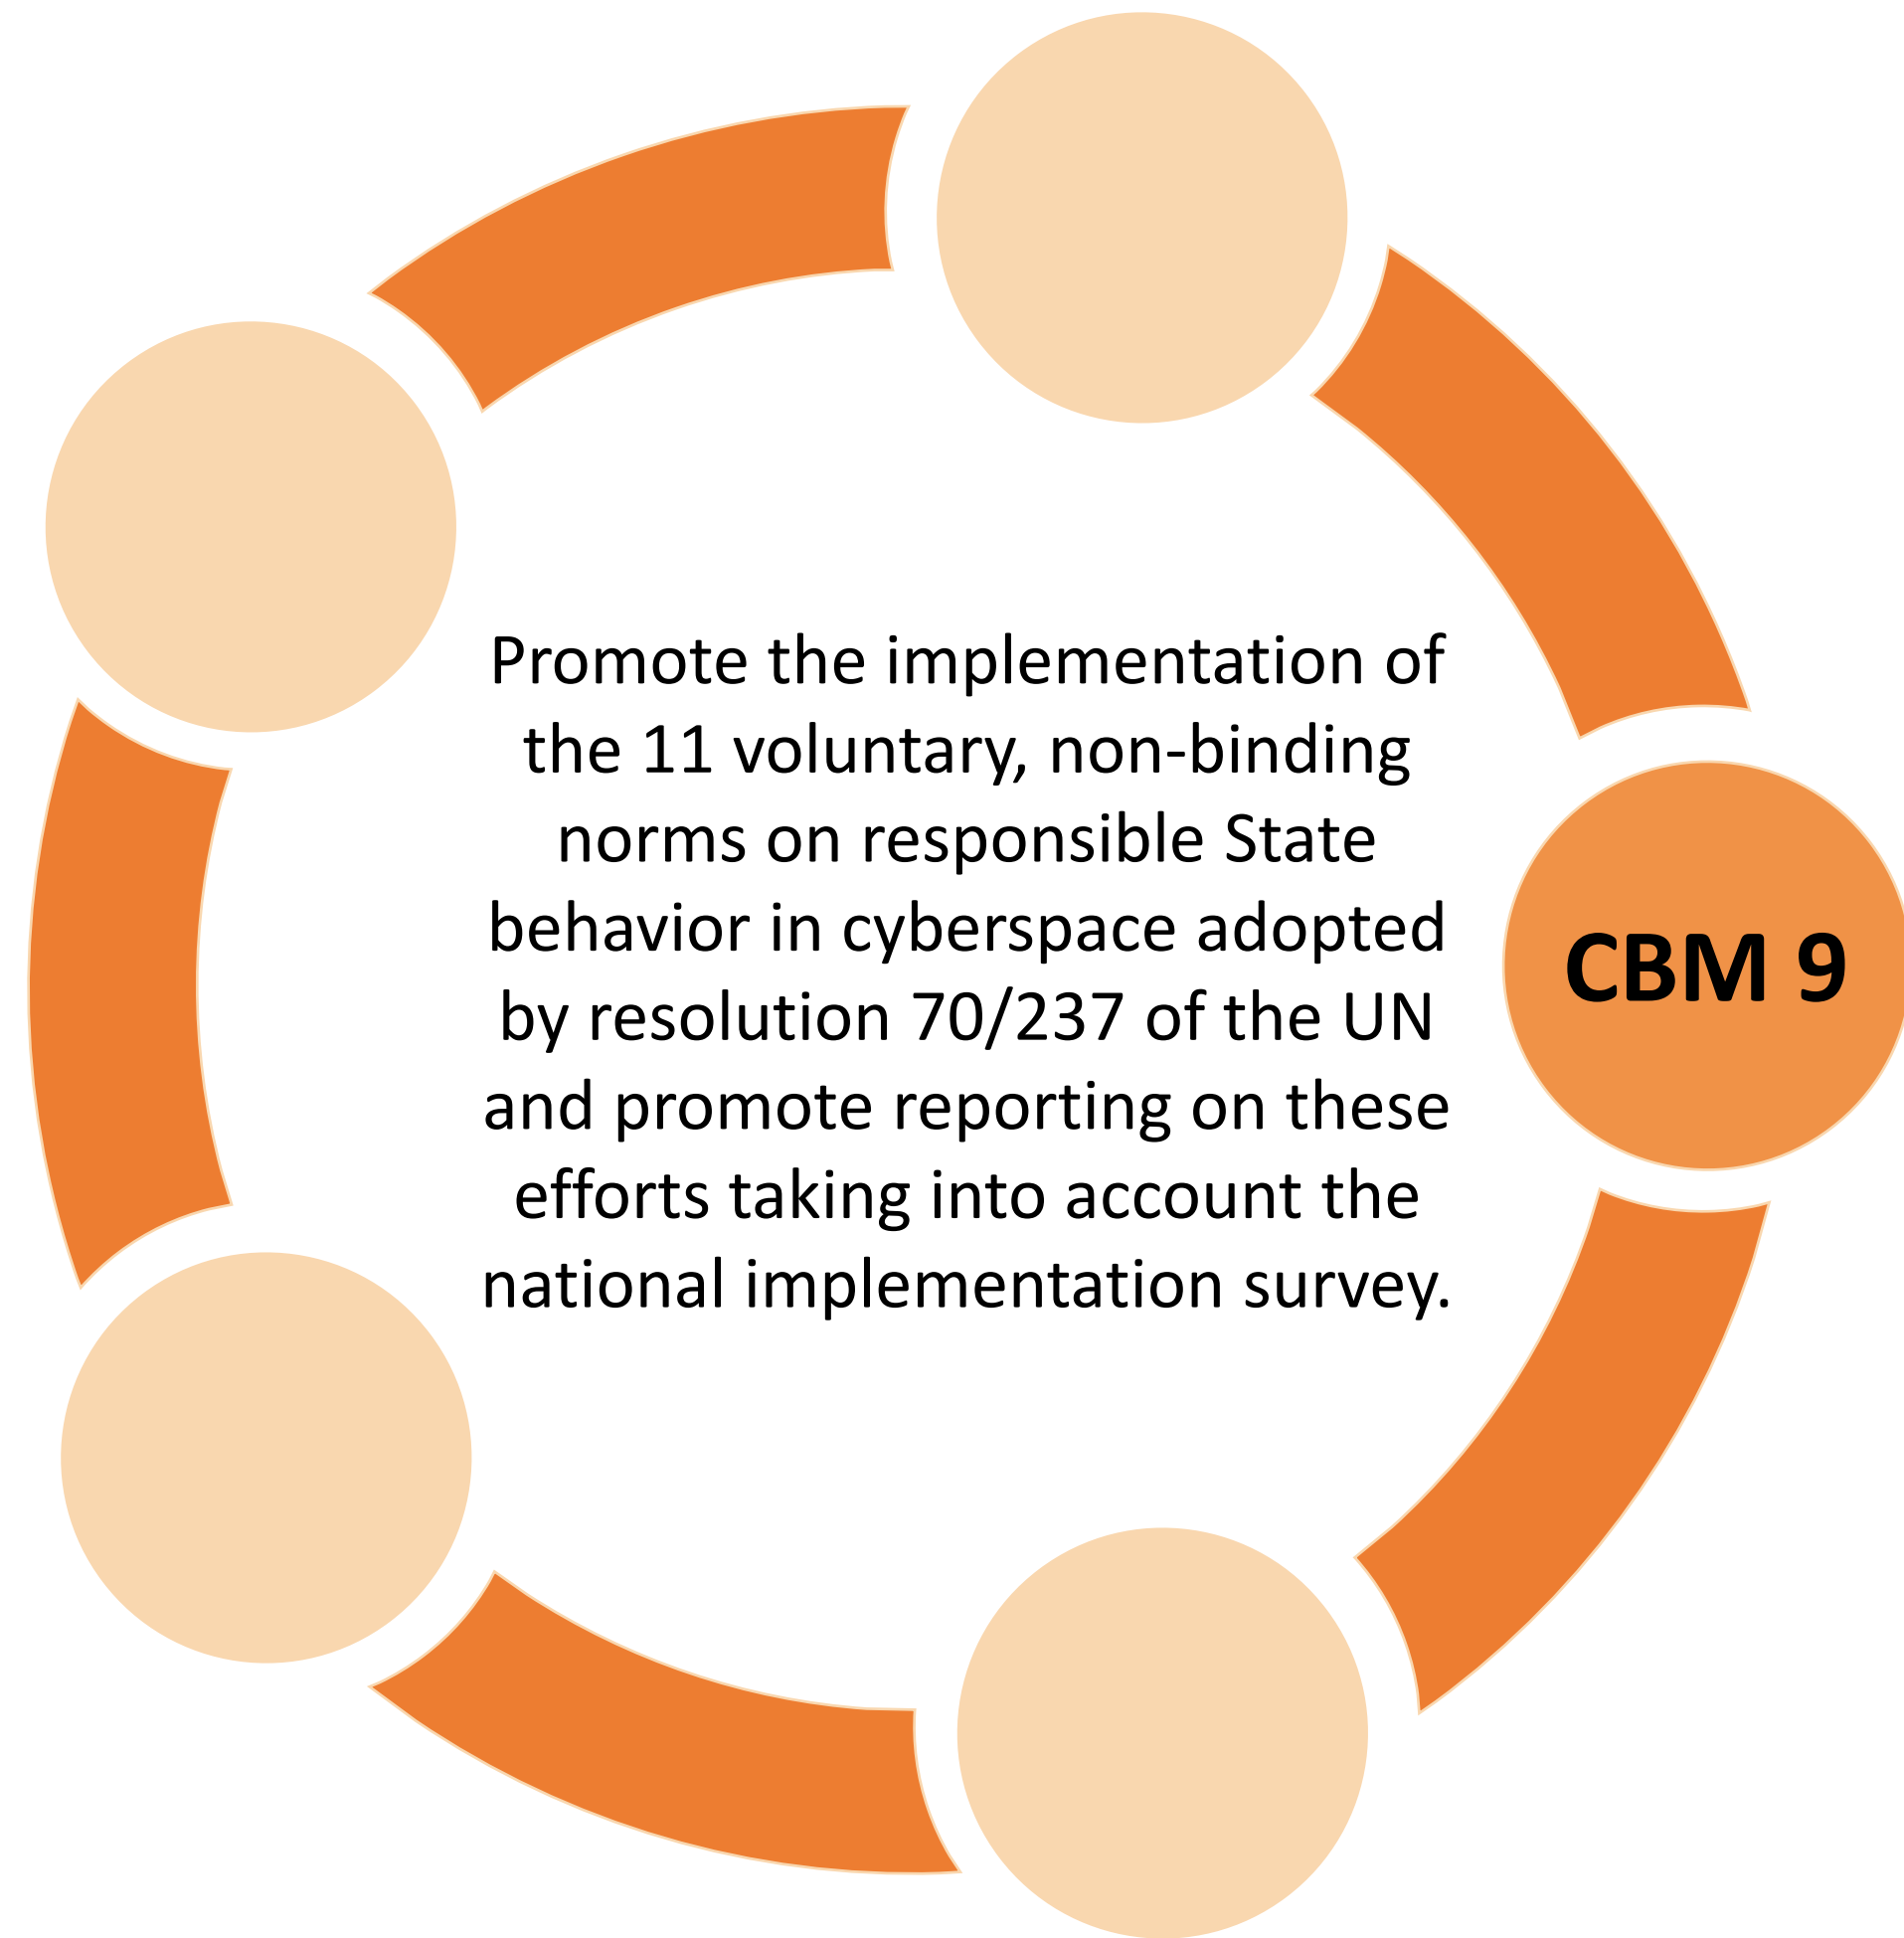 Promote the implementation of
the 11 voluntary, non-binding
norms on responsible State
behavior in cyberspace adopted
by resolution 70/237 of the UN
and promote reporting on these
efforts taking into account the
national implementation survey.
CBM 9